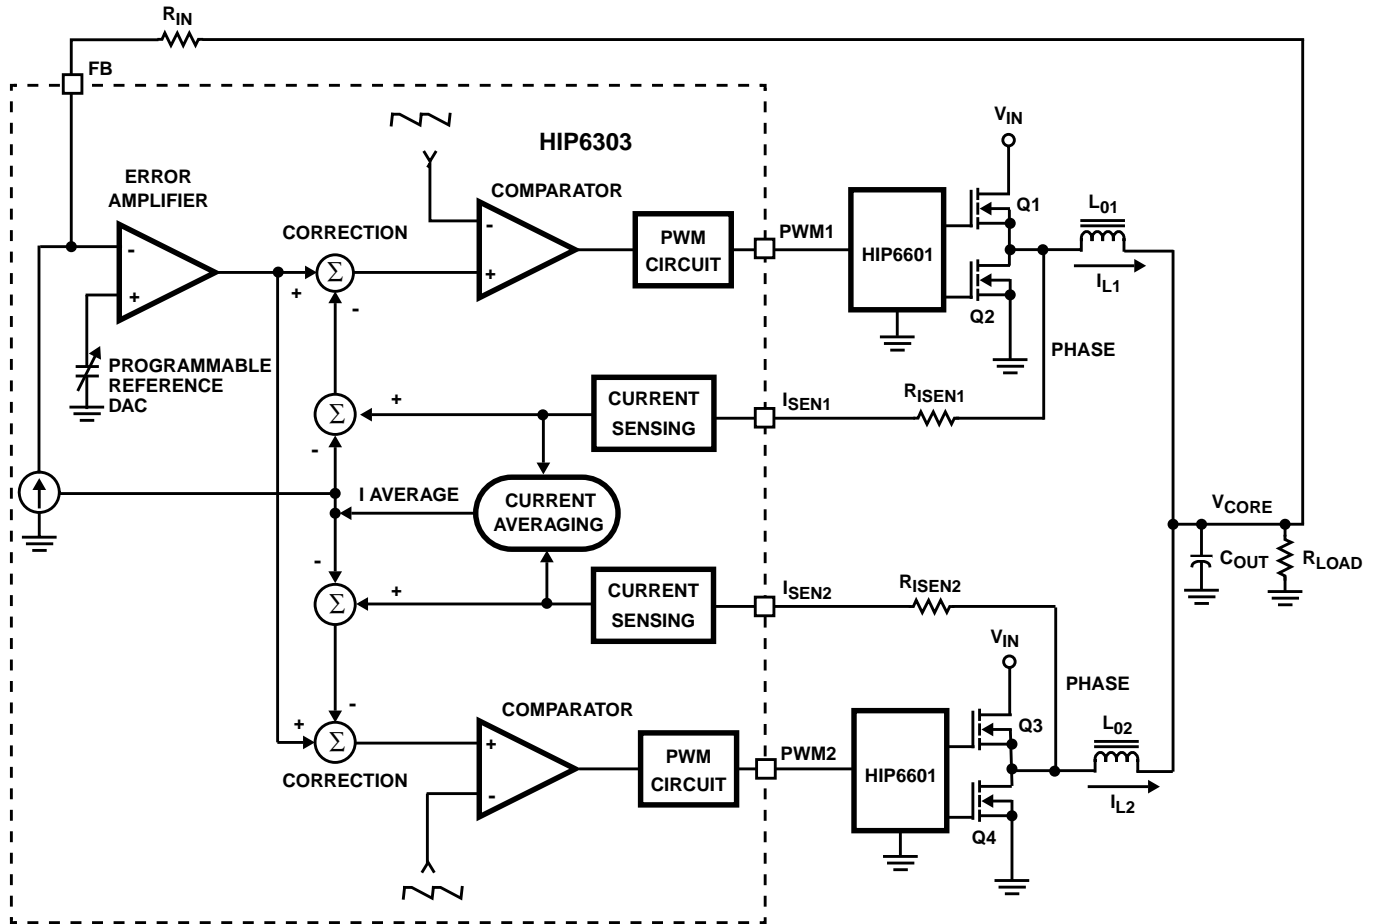 RIN
FB
HIP6303
VIN
ERROR
AMPLIFIER
COMPARATOR
L01
Q1
CORRECTION
-
-
PWM
CIRCUIT
PWM1
HIP6601
Σ
+
+
+
IL1
-
Q2
PHASE
PROGRAMMABLE
REFERENCE
DAC
CURRENT
SENSING
ISEN1
RISEN1
+
Σ
-
I AVERAGE
CURRENT
AVERAGING
VCORE
-
COUT
RLOAD
CURRENT
SENSING
ISEN2
RISEN2
+
Σ
VIN
-
PHASE
COMPARATOR
+
Q3
L02
Σ
+
PWM
CIRCUIT
PWM2
HIP6601
CORRECTION
-
IL2
Q4